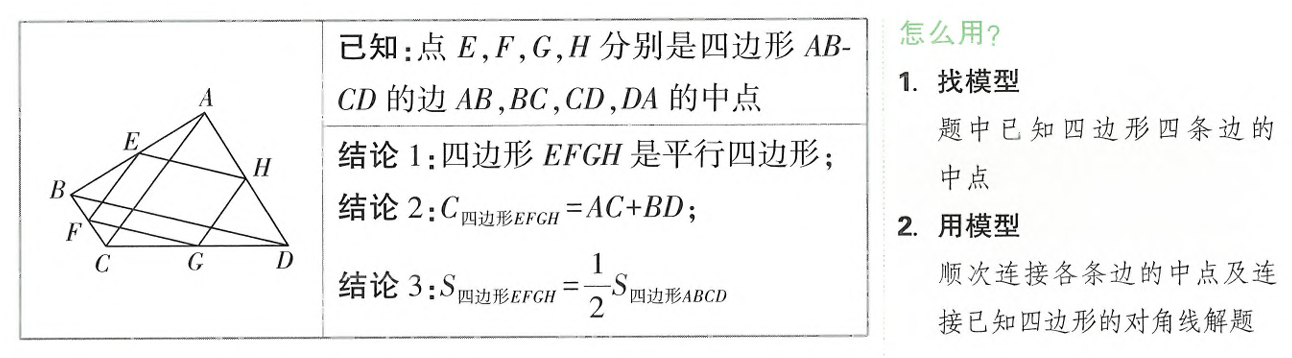 A
E
H
B
F
C
G
D
已知:点 E,F,G,H 分别是四边形 AB-
CD 的边 AB,BC,CD,DA 的中点
结论 1:四边形 EFGH 是平行四边形;
结论 2:C四边形EFGH=AC+BD;
结论 3:S四边形EFGH=1/2S四边形ABCD
怎么用?
1. 找模型
题中已知四边形四条边的
中点
2. 用模型
顺次连接各条边的中点及连
接已知四边形的对角线解题